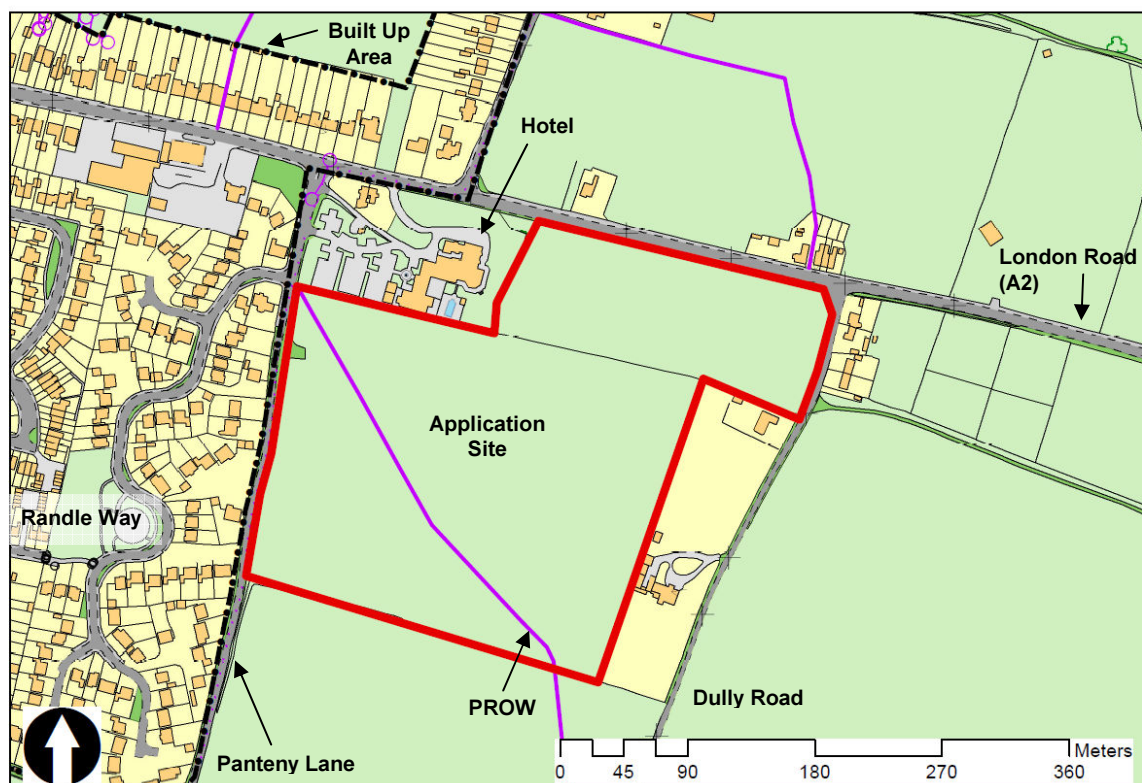 Built Up
Area
Hotel
London Road
(A2)
Application
Site
Randle Way
PROW
Dully Road
Panteny Lane
Meters
0 45 90 180 270 360